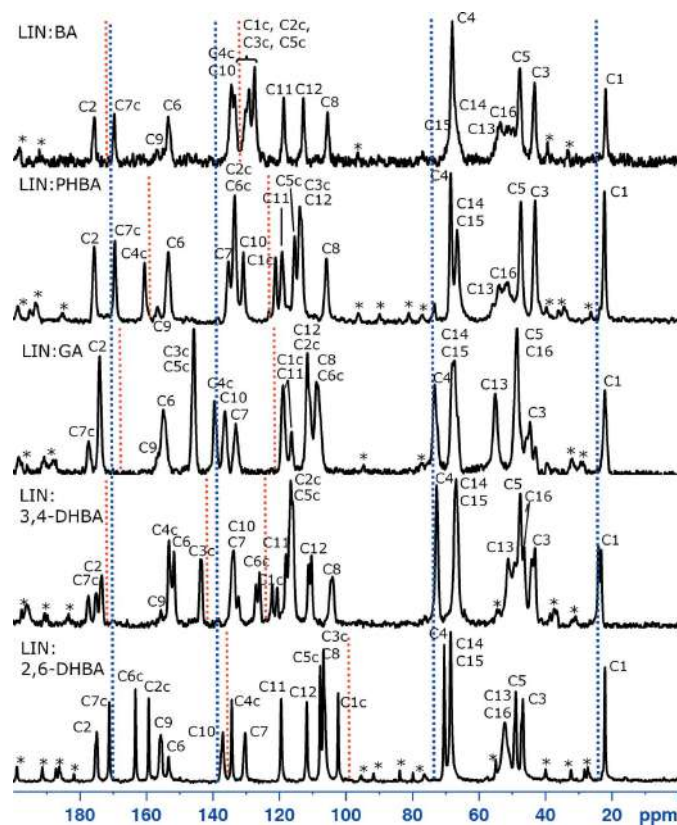 LIN:BA
C1c, C2c,
C3c, C5c
C4c
C10
C4
C2
C7c
C6
C9
C11
C12
C8
C15
C14
C13
C16
C5
C3
C1
* * * * *
LIN:PHBA
C2c
C6c
C5c
C11
C3c
C12
C4
C14
C15
C5
C3
C1
C2
C7c
C4c
C6
C9
C7
C10
C1c
C8
C13
C16
* * * * * * * * * * *
LIN:GA
C2
C3c
C5c
C12
C2c
C1c
C11
C8
C6c
C14
C15
C4
C5
C16
C13
C3
C1
C7c
C6
C9
C4c
C10
C7
* * * * * *
LIN:
3,4-DHBA
C4c
C6
C3c
C10
C7
C2c
C5c
C11
C12
C6c
C1c
C8
C4
C14
C15
C5
C16
C13
C3
C1
C7c
C2
C9
* * * * * *
LIN:
2,6-DHBA
C3c
C8
C5c
C4
C14
C15
C6c
C7c
C2c
C2
C9
C6
C10
C4c
C7
C11
C12
C1c
C13
C16
C5
C3
C1
* * * * * * * * * * * * *
180 160 140 120 100 80 60 40 20 ppm